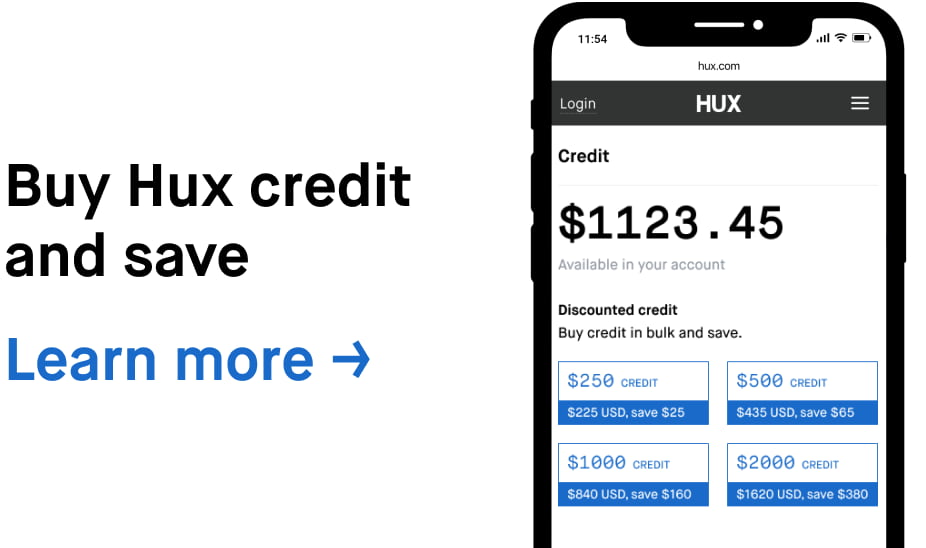 Buy Hux credit
and save
Learn more →
11:54
hux.com
Login
HUX
Credit
$1123.45
Available in your account
Discounted credit
Buy credit in bulk and save.
$250 CREDIT
$225 USD, save $25
$500 CREDIT
$435 USD, save $65
$1000 CREDIT
$840 USD, save $160
$2000 CREDIT
$1620 USD, save $380